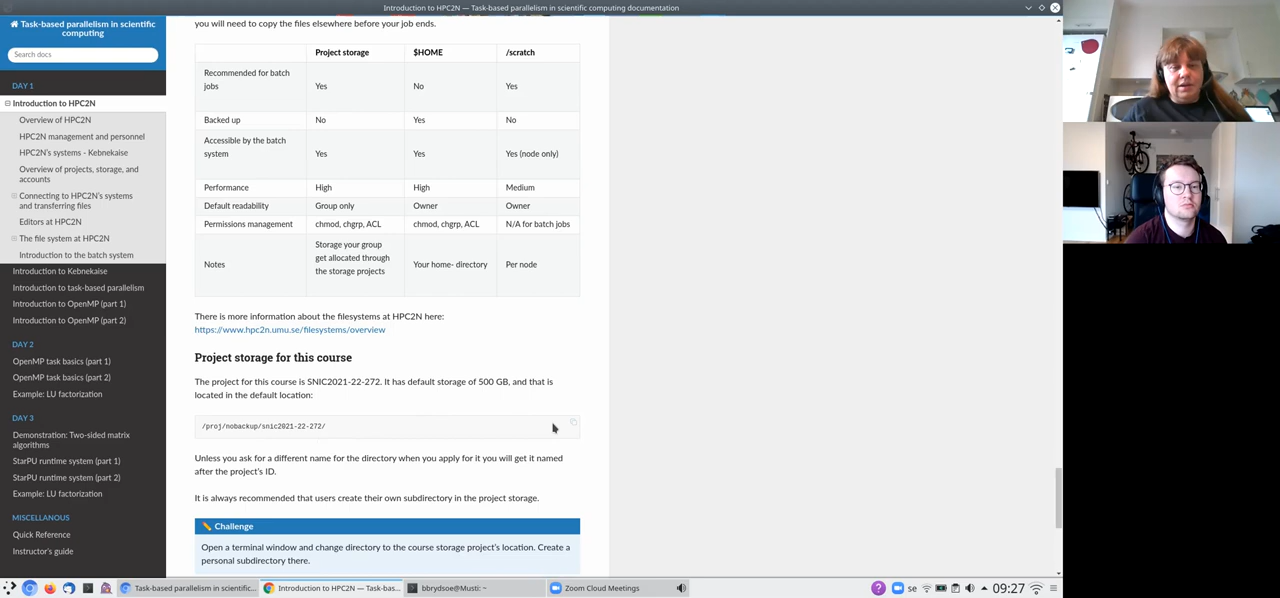 Introduction to HPC2N — Task-based parallelism in scientific computing documentation
Task-based parallelism in scientific
computing
Search docs
DAY 1
Introduction to HPC2N
Overview of HPC2N
HPC2N management and personnel
HPC2N's systems - Kebnekaise
Overview of projects, storage, and
accounts
Connecting to HPC2N's systems
and transferring files
Editors at HPC2N
The file system at HPC2N
Introduction to the batch system
Introduction to Kebnekaise
Introduction to task-based parallelism
Introduction to OpenMP (part 1)
Introduction to OpenMP (part 2)
DAY 2
OpenMP task basics (part 1)
OpenMP task basics (part 2)
Example: LU factorization
DAY 3
Demonstration: Two-sided matrix
algorithms
StarPU runtime system (part 1)
StarPU runtime system (part 2)
Example: LU factorization
MISCELLANEOUS
Quick Reference
Instructor's guide
you will need to copy the files elsewhere before your job ends.
Project storage $HOME /scratch
Recommended for batch
jobs Yes No Yes
Backed up No Yes No
Accessible by the batch
system Yes Yes Yes (node only)
Performance High High Medium
Default readability Group only Owner Owner
Permissions management chmod, chgrp, ACL chmod, chgrp, ACL N/A for batch jobs
Storage your group
get allocated through
Notes the storage projects Your home- directory Per node
There is more information about the filesystems at HPC2N here:
https://www.hpc2n.umu.se/filesystems/overview
Project storage for this course
The project for this course is SNIC2021-22-272. It has default storage of 500 GB, and that is
located in the default location:
/proj/nobackup/snic2021-22-272/
Unless you ask for a different name for the directory when you apply for it you will get it named
after the project's ID.
It is always recommended that users create their own subdirectory in the project storage.
Challenge
Open a terminal window and change directory to the course storage project's location. Create a
personal subdirectory there.
Task-based parallelism in scientific... Introduction to HPC2N — Task-bas... bbrydsoe@Musti: ~ Zoom Cloud Meetings se 09:27